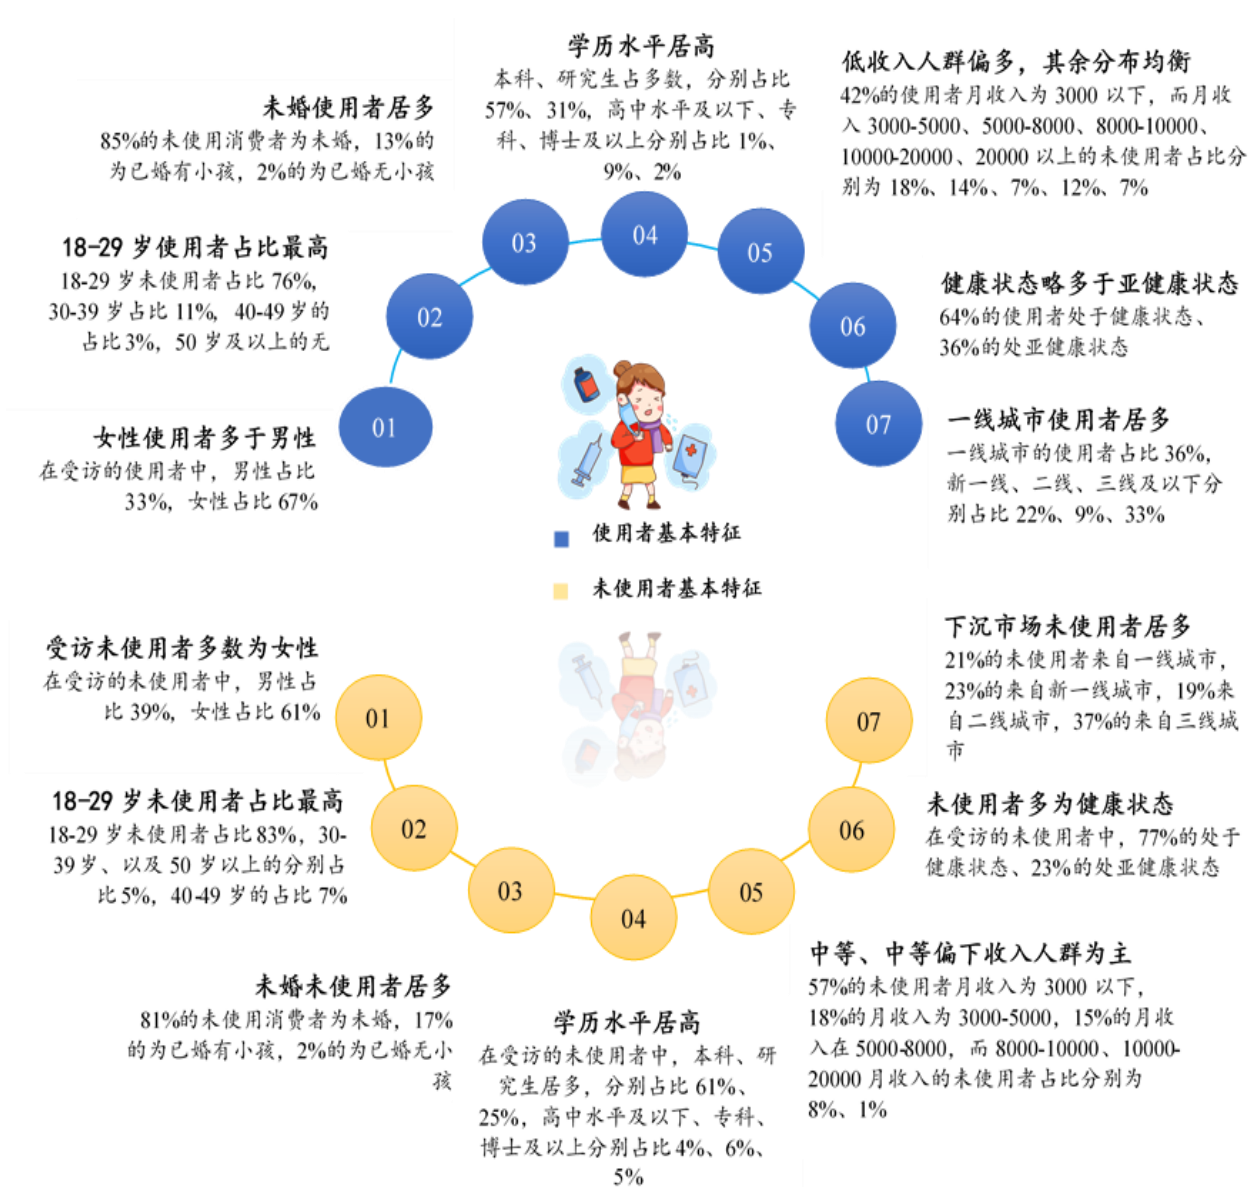 学历水平居高
本科、研究生占多数，分别占比
57%、31%，高中水平及以下、专
科、博士及以上分别占比 1%、
9%、2%
低收入人群偏多，其余分布均衡
42%的使用者月收入为 3000 以下，而月收
入 3000-5000、5000-8000、8000-10000、
10000-20000、20000 以上的未使用者占比分
别为 18%、14%、7%、12%、7%
未婚使用者居多
85%的未使用消费者为未婚，13%的
为已婚有小孩，2%的为已婚无小孩
18-29 岁使用者占比最高
18-29 岁未使用者占比 76%，
30-39 岁占比 11%，40-49 岁的
占比 3%，50 岁及以上的无
女性使用者多于男性
在受访的使用者中，男性占比
33%，女性占比 67%
01
02
03
04
05
06
07
健康状态略多于亚健康状态
64%的使用者处于健康状态、
36%的处亚健康状态
一线城市使用者居多
一线城市的使用者占比 36%，
新一线、二线、三线及以下分
别占比 22%、9%、33%
使用者基本特征
未使用者基本特征
受访未使用者多数为女性
在受访的未使用者中，男性占
比 39%，女性占比 61%
18-29 岁未使用者占比最高
18-29 岁未使用者占比 83%，30-
39 岁、以及 50 岁以上的分别占
比 5%，40-49 岁的占比 7%
未婚未使用者居多
81%的未使用消费者为未婚，17%
的为已婚有小孩，2%的为已婚无小
孩
01
02
03
04
05
06
07
学历水平居高
在受访的未使用者中，本科、研
究生居多，分别占比 61%、
25%，高中水平及以下、专科、
博士及以上分别占比 4%、6%、
5%
下沉市场未使用者居多
21%的未使用者来自一线城市，
23%的来自新一线城市，19%来
自二线城市，37%的来自三线城
市
未使用者多为健康状态
在受访的未使用者中，77%的处于
健康状态、23%的处亚健康状态
中等、中等偏下收入人群为主
57%的未使用者月收入为 3000 以下，
18%的月收入为 3000-5000，15%的月收
入在 5000-8000，而 8000-10000、10000-
20000 月收入的未使用者占比分别为
8%、1%